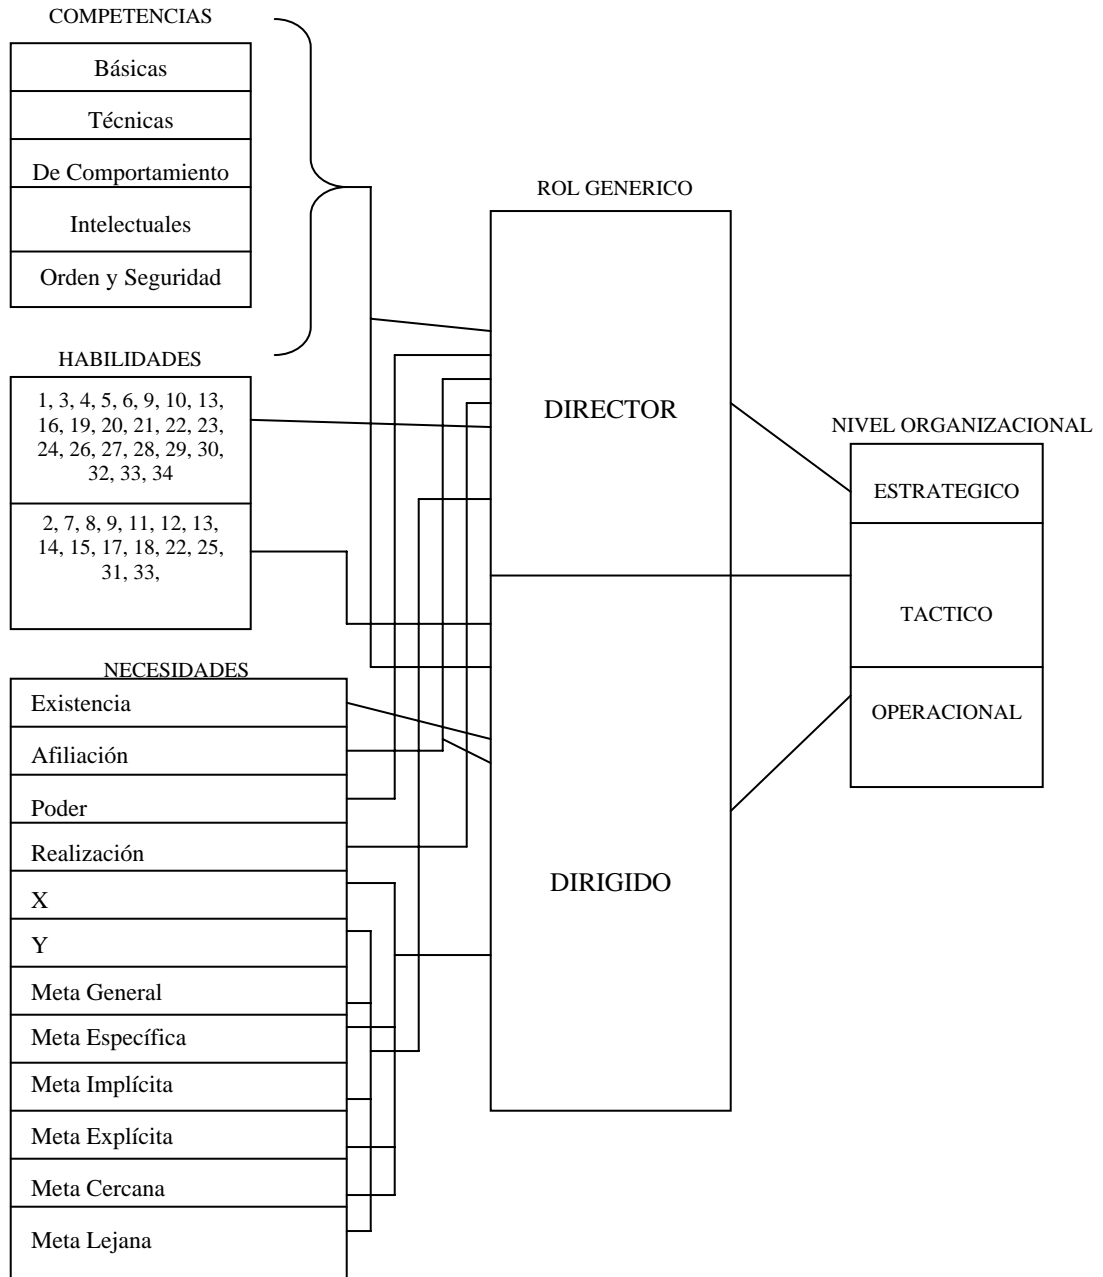 COMPETENCIAS
Básicas
Técnicas
De Comportamiento
Intelectuales
Orden y Seguridad
HABILIDADES
1, 3, 4, 5, 6, 9, 10, 13,
16, 19, 20, 21, 22, 23,
24, 26, 27, 28, 29, 30,
32, 33, 34
2, 7, 8, 9, 11, 12, 13,
14, 15, 17, 18, 22, 25,
31, 33,
NECESIDADES
Existencia
Afiliación
Poder
Realización
X
Y
Meta General
Meta Específica
Meta Implícita
Meta Explícita
Meta Cercana
Meta Lejana
ROL GENERICO
DIRECTOR
DIRIGIDO
NIVEL ORGANIZACIONAL
ESTRATEGICO
TACTICO
OPERACIONAL